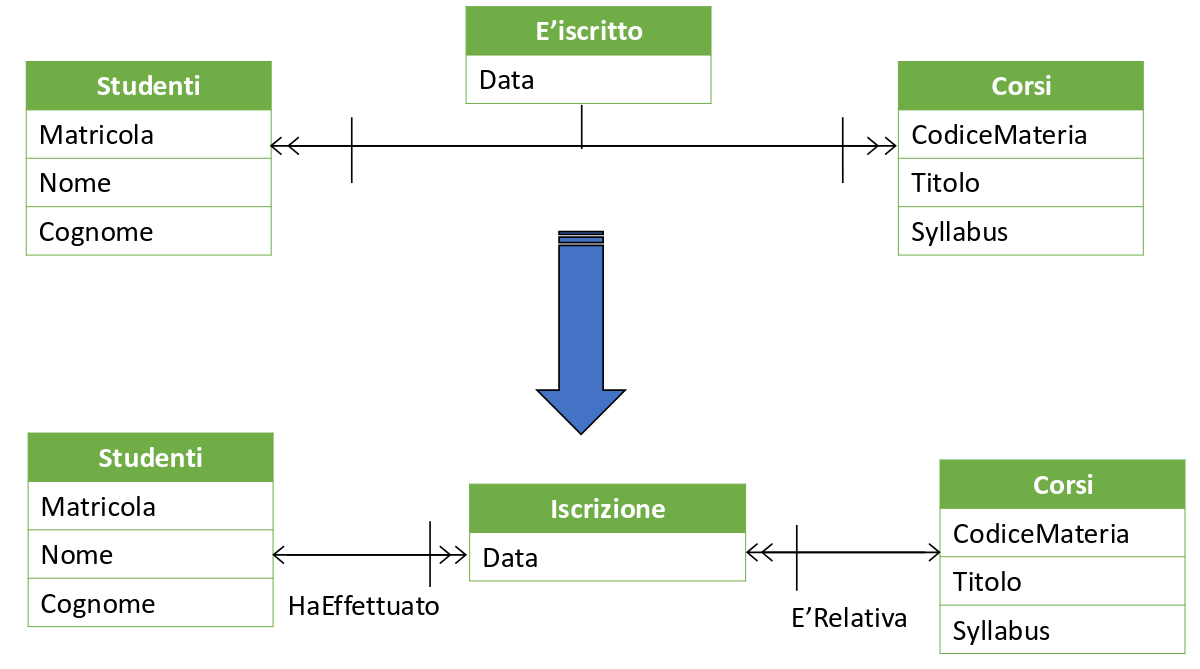 E’iscritto
Data
Studenti
Matricola
Nome
Cognome
Corsi
CodiceMateria
Titolo
Syllabus
Studenti
Matricola
Nome
Cognome
HaEffettuato
Iscrizione
Data
E’Relativa
Corsi
CodiceMateria
Titolo
Syllabus